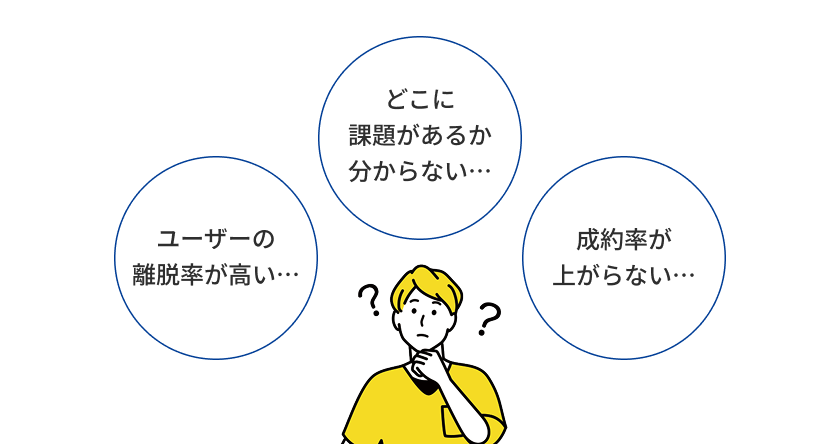 どこに
課題があるか
分からない…
ユーザーの
離脱率が高い…
成約率が
上がらない…
?
?